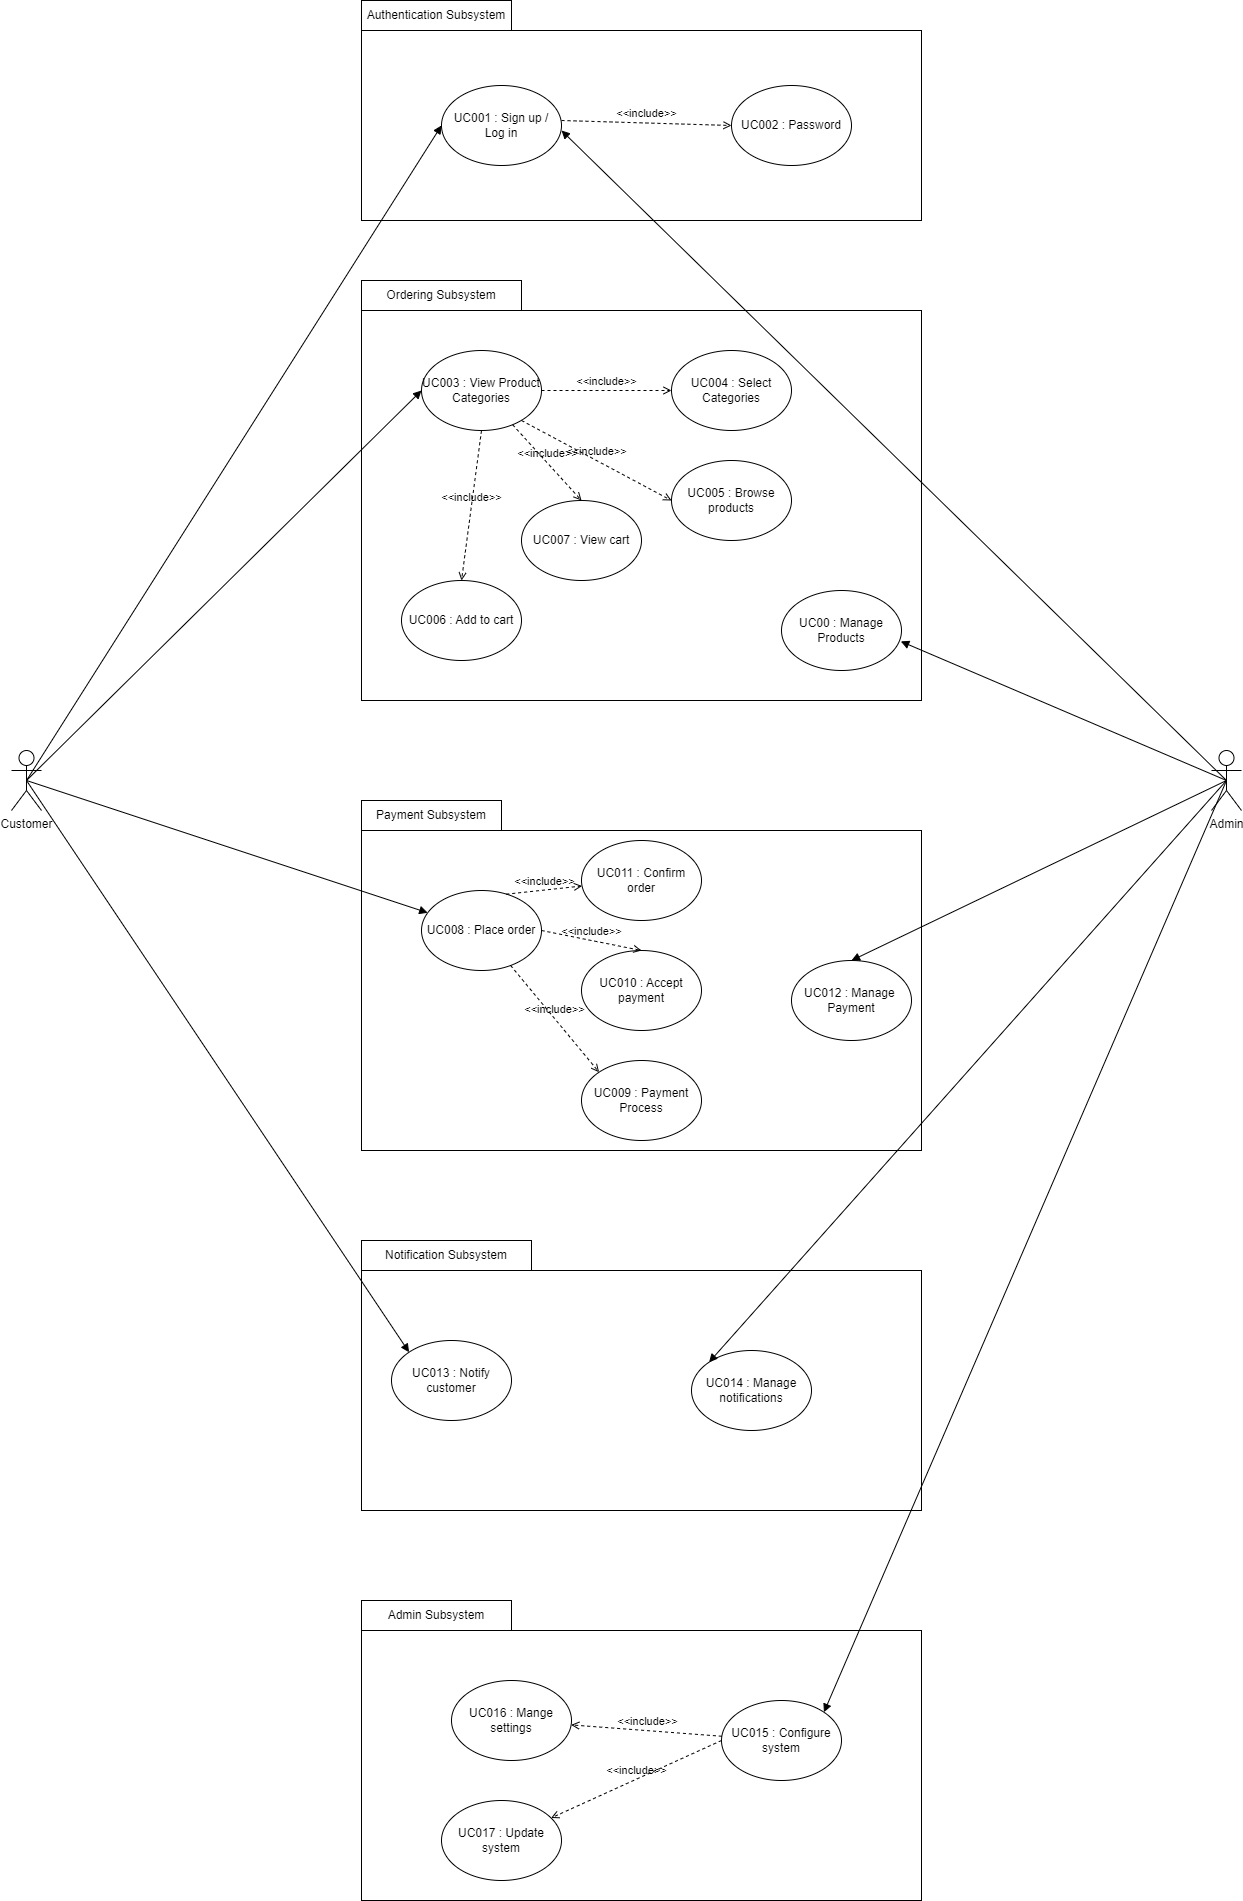 Authentication Subsystem
UC001 : Sign up /
Log in
<<include>>
UC002 : Password
Ordering Subsystem
UC003 : View Product
Categories
<<include>>
UC004 : Select
Categories
<<include>>
<<include>>
<<include>>
UC005 : Browse
products
UC007 : View cart
UC006 : Add to cart
UC00 : Manage
Products
Customer
Admin
Payment Subsystem
UC011 : Confirm
order
<<include>>
UC008 : Place order
<<include>>
UC010 : Accept
payment
<<include>>
UC012 : Manage
Payment
UC009 : Payment
Process
Notification Subsystem
UC013 : Notify
customer
UC014 : Manage
notifications
Admin Subsystem
UC016 : Mange
settings
<<include>>
UC015 : Configure
system
<<include>>
UC017 : Update
system